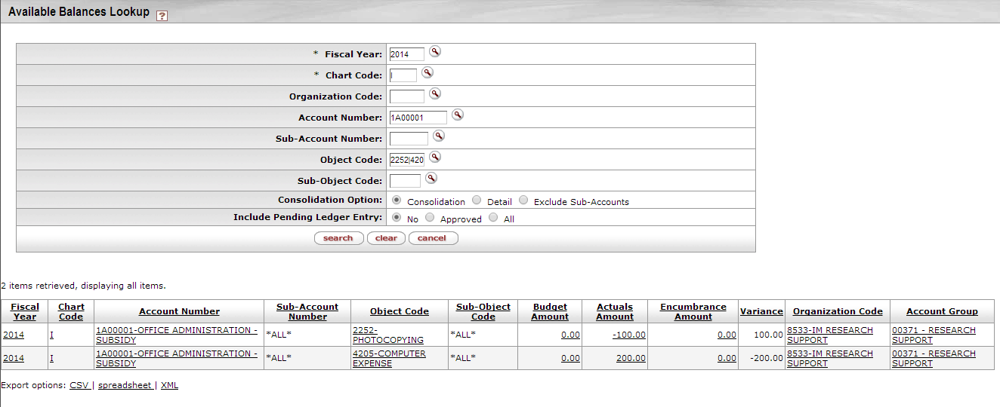 Available Balances Lookup ?
* Fiscal Year: 2014
* Chart Code: I
Organization Code:
Account Number: 1A00001
Sub-Account Number:
Object Code: 2252|420
Sub-Object Code:
Consolidation Option: Consolidation Detail Exclude Sub-Accounts
Include Pending Ledger Entry: No Approved All
search clear cancel
2 items retrieved, displaying all items.
Fiscal Year Chart Code Account Number Sub-Account Number Object Code Sub-Object Code Budget Amount Actuals Amount Encumbrance Amount Variance Organization Code Account Group
2014 I 1A00001-OFFICE ADMINISTRATION - SUBSIDY *ALL* 2252-PHOTOCOPYING *ALL* 0.00 -100.00 0.00 100.00 8533-IM RESEARCH SUPPORT 00371 - RESEARCH SUPPORT
2014 I 1A00001-OFFICE ADMINISTRATION - SUBSIDY *ALL* 4205-COMPUTER EXPENSE *ALL* 0.00 200.00 0.00 -200.00 8533-IM RESEARCH SUPPORT 00371 - RESEARCH SUPPORT
Export options: CSV | spreadsheet | XML